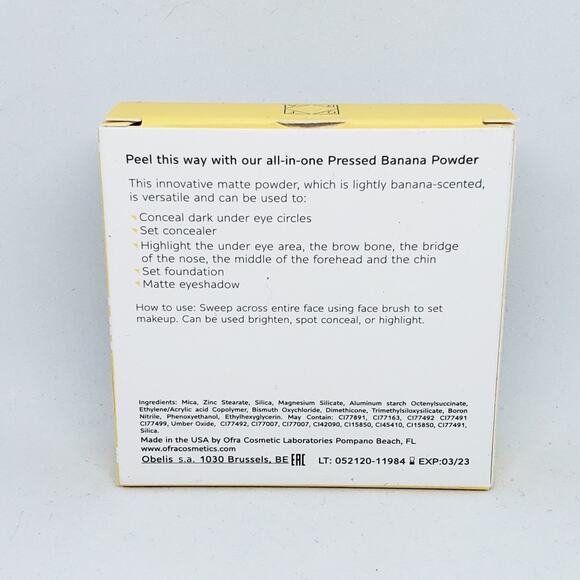 Peel this way with our all-in-one Pressed Banana Powder
This innovative matte powder, which is lightly banana-scented,
is versatile and can be used to:
Conceal dark under eye circles
Set concealer
Highlight the under eye area, the brow bone, the bridge
of the nose, the middle of the forehead and the chin
Set foundation
Matte eyeshadow
How to use: Sweep across entire face using face brush to set
makeup. Can be used brighten, spot conceal, or highlight.
Ingredients: Mica, Zinc Stearate, Silica, Magnesium Silicate, Aluminum starch Octenylsuccinate,
Ethylene/Acrylic acid Copolymer, Bismuth Oxychloride, Dimethicone, Trimethylsiloxysilicate, Boron
Nitrile, Phenoxyethanol, Ethylhexyglycerin. May Contain: CI77891, CI77163, CI77492 CI77491
CI77499, Umber Oxide, CI77492, CI77007, CI77007, CI42090, CI15850, CI45410, CI15850, CI77491,
Silica.
Made in the USA by Ofra Cosmetic Laboratories Pompano Beach, FL
www.ofracosmetics.com
Obelis s.a. 1030 Brussels, BE EAC LT: 052120-11984 EXP:03/23